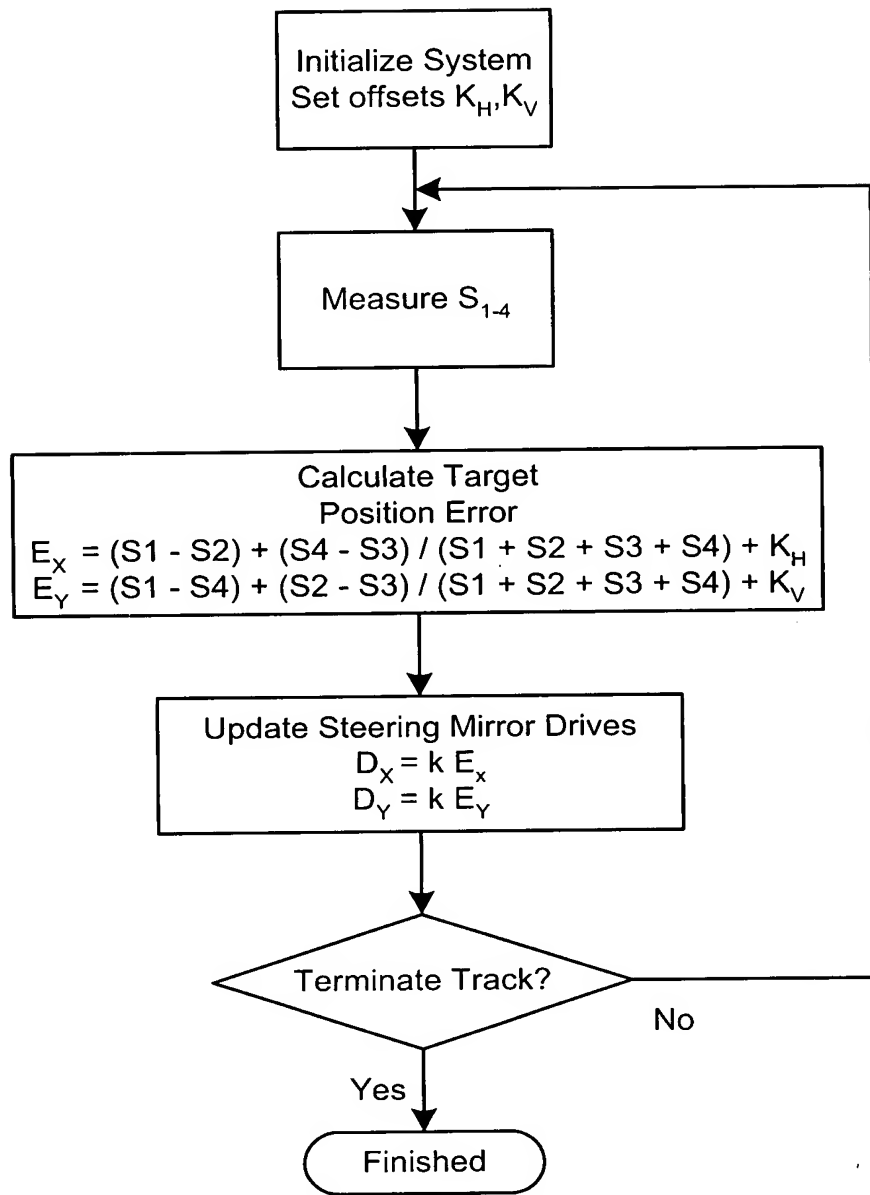 Initialize System
Set offsets K_H,K_V
Measure S_1-4
Calculate Target
Position Error
E_X = (S1 - S2) + (S4 - S3) / (S1 + S2 + S3 + S4) + K_H
E_Y = (S1 - S4) + (S2 - S3) / (S1 + S2 + S3 + S4) + K_V
Update Steering Mirror Drives
D_X = k E_x
D_Y = k E_Y
Terminate Track?
No
Yes
Finished